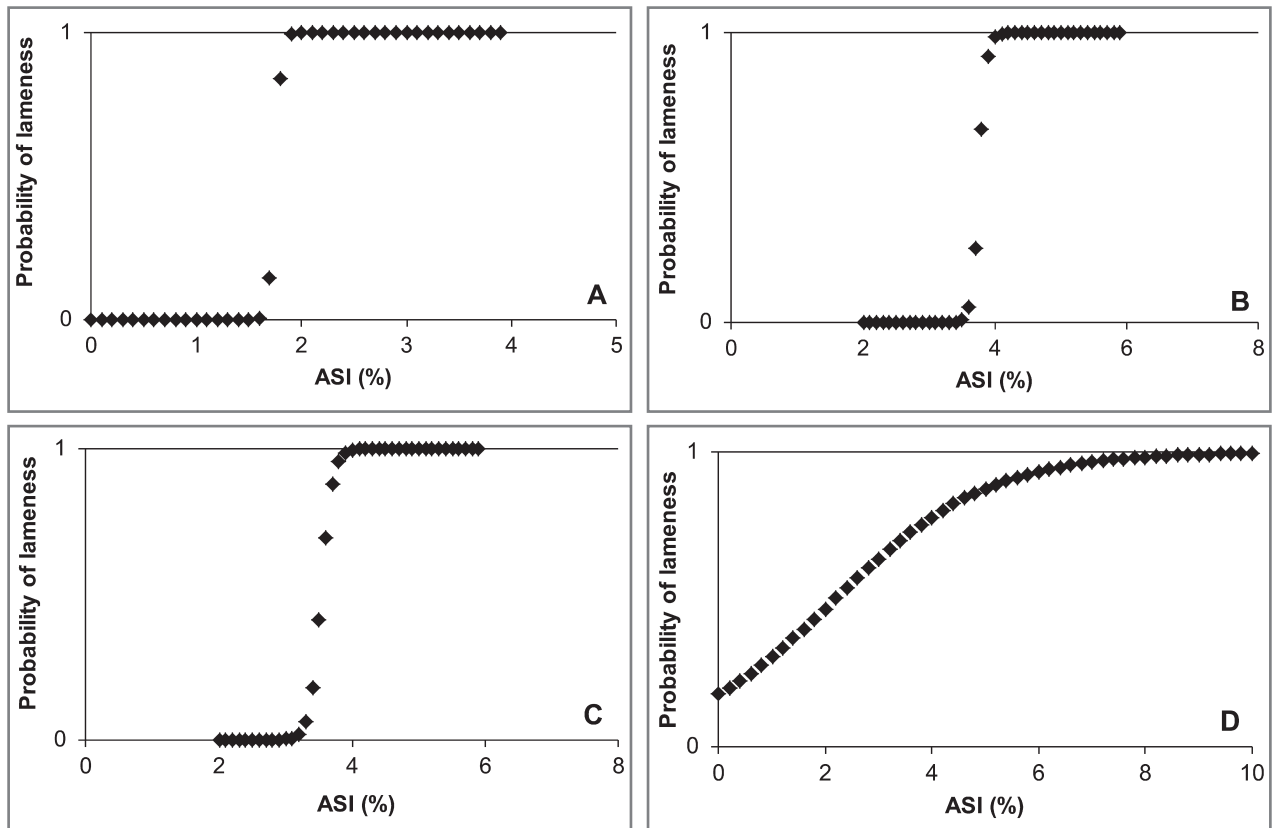 Probability of lameness
1
0
0 1 2 3 4 5
ASI (%)
A
Probability of lameness
1
0
0 2 4 6 8
ASI (%)
B
Probability of lameness
1
0
0 2 4 6 8
ASI (%)
C
Probability of lameness
1
0
0 2 4 6 8 10
ASI (%)
D